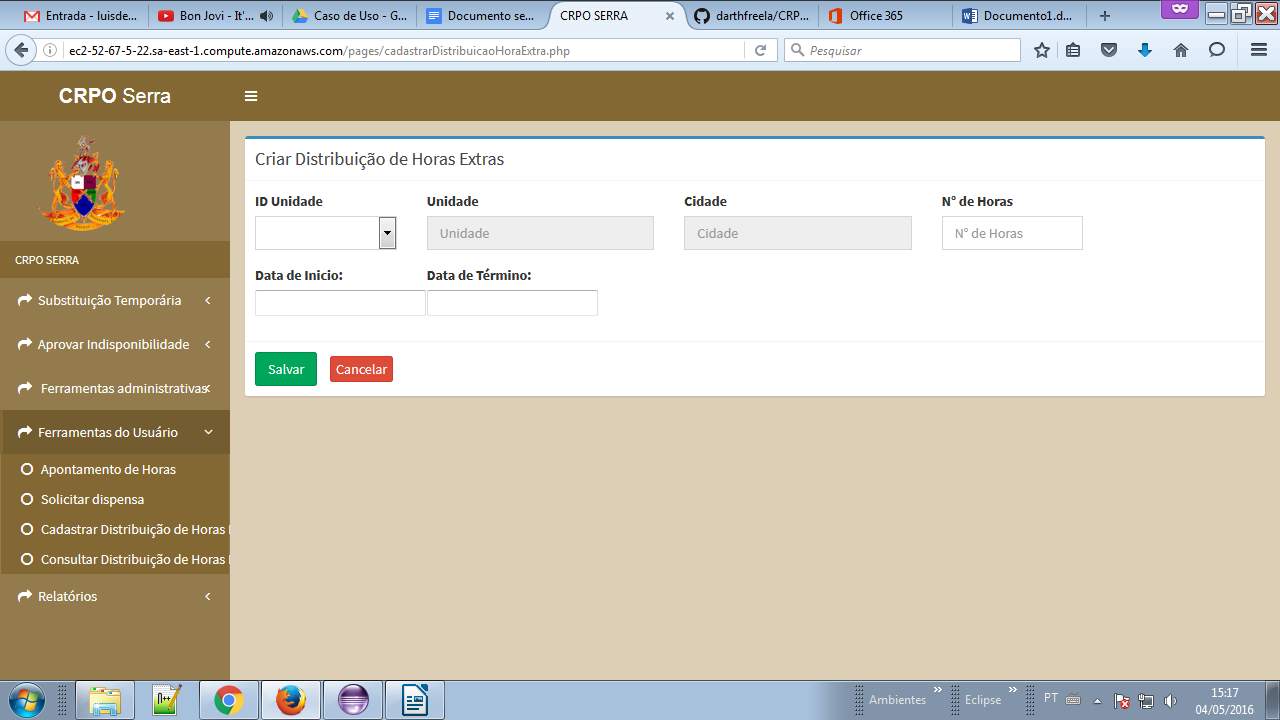 Entrada - luisde...
Bon Jovi - It'...
Caso de Uso - G...
Documento se...
CRPO SERRA
darthfreela/CRP...
Office 365
Documento1.d...
ec2-52-67-5-22.sa-east-1.compute.amazonaws.com/pages/cadastrarDistribuicaoHoraExtra.php
Pesquisar
CRPO Serra
CRPO SERRA
Substituição Temporária
Aprovar Indisponibilidade
Ferramentas administrativas
Ferramentas do Usuário
Apontamento de Horas
Solicitar dispensa
Cadastrar Distribuição de Horas
Consultar Distribuição de Horas
Relatórios
Criar Distribuição de Horas Extras
ID Unidade
Unidade
Cidade
N° de Horas
Unidade
Cidade
N° de Horas
Data de Inicio:
Data de Término:
Salvar
Cancelar
Ambientes
Eclipse
PT
15:17
04/05/2016